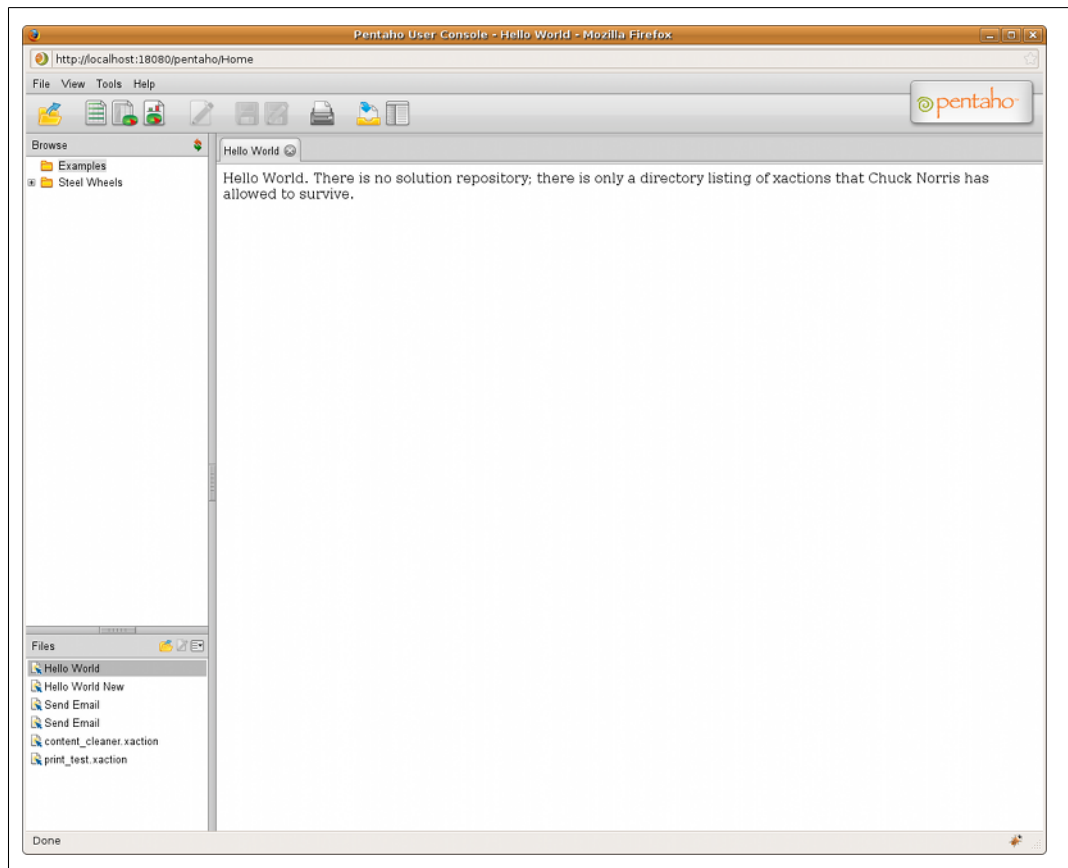 Pentaho User Console - Hello World - Mozilla Firefox
http://localhost:18080/pentaho/Home
File View Tools Help
pentaho
Browse
Examples
Steel Wheels
Hello World
Hello World. There is no solution repository; there is only a directory listing of xactions that Chuck Norris has
allowed to survive.
Files
Hello World
Hello World New
Send Email
Send Email
content_cleaner.xaction
print_test.xaction
Done